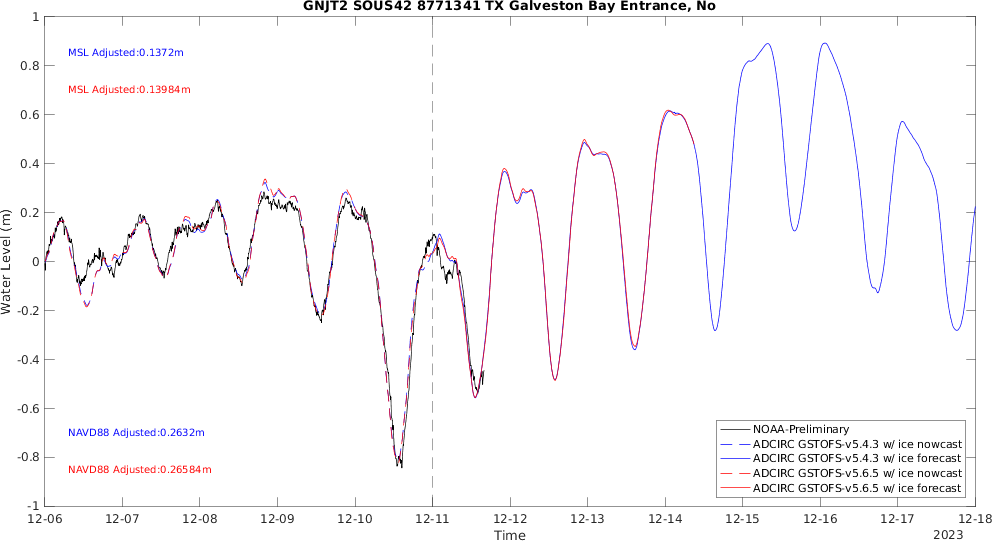 GNJT2 SOUS42 8771341 TX Galveston Bay Entrance, No
MSL Adjusted:0.1372m
MSL Adjusted:0.13984m
NAVD88 Adjusted:0.2632m
NAVD88 Adjusted:0.26584m
Water Level (m)
1
0.8
0.6
0.4
0.2
0
-0.2
-0.4
-0.6
-0.8
-1
NOAA-Preliminary
ADCIRC GSTOFS-v5.4.3 w/ ice nowcast
ADCIRC GSTOFS-v5.4.3 w/ ice forecast
ADCIRC GSTOFS-v5.6.5 w/ ice nowcast
ADCIRC GSTOFS-v5.6.5 w/ ice forecast
12-06 12-07 12-08 12-09 12-10 12-11 12-12 12-13 12-14 12-15 12-16 12-17 12-18
Time
2023